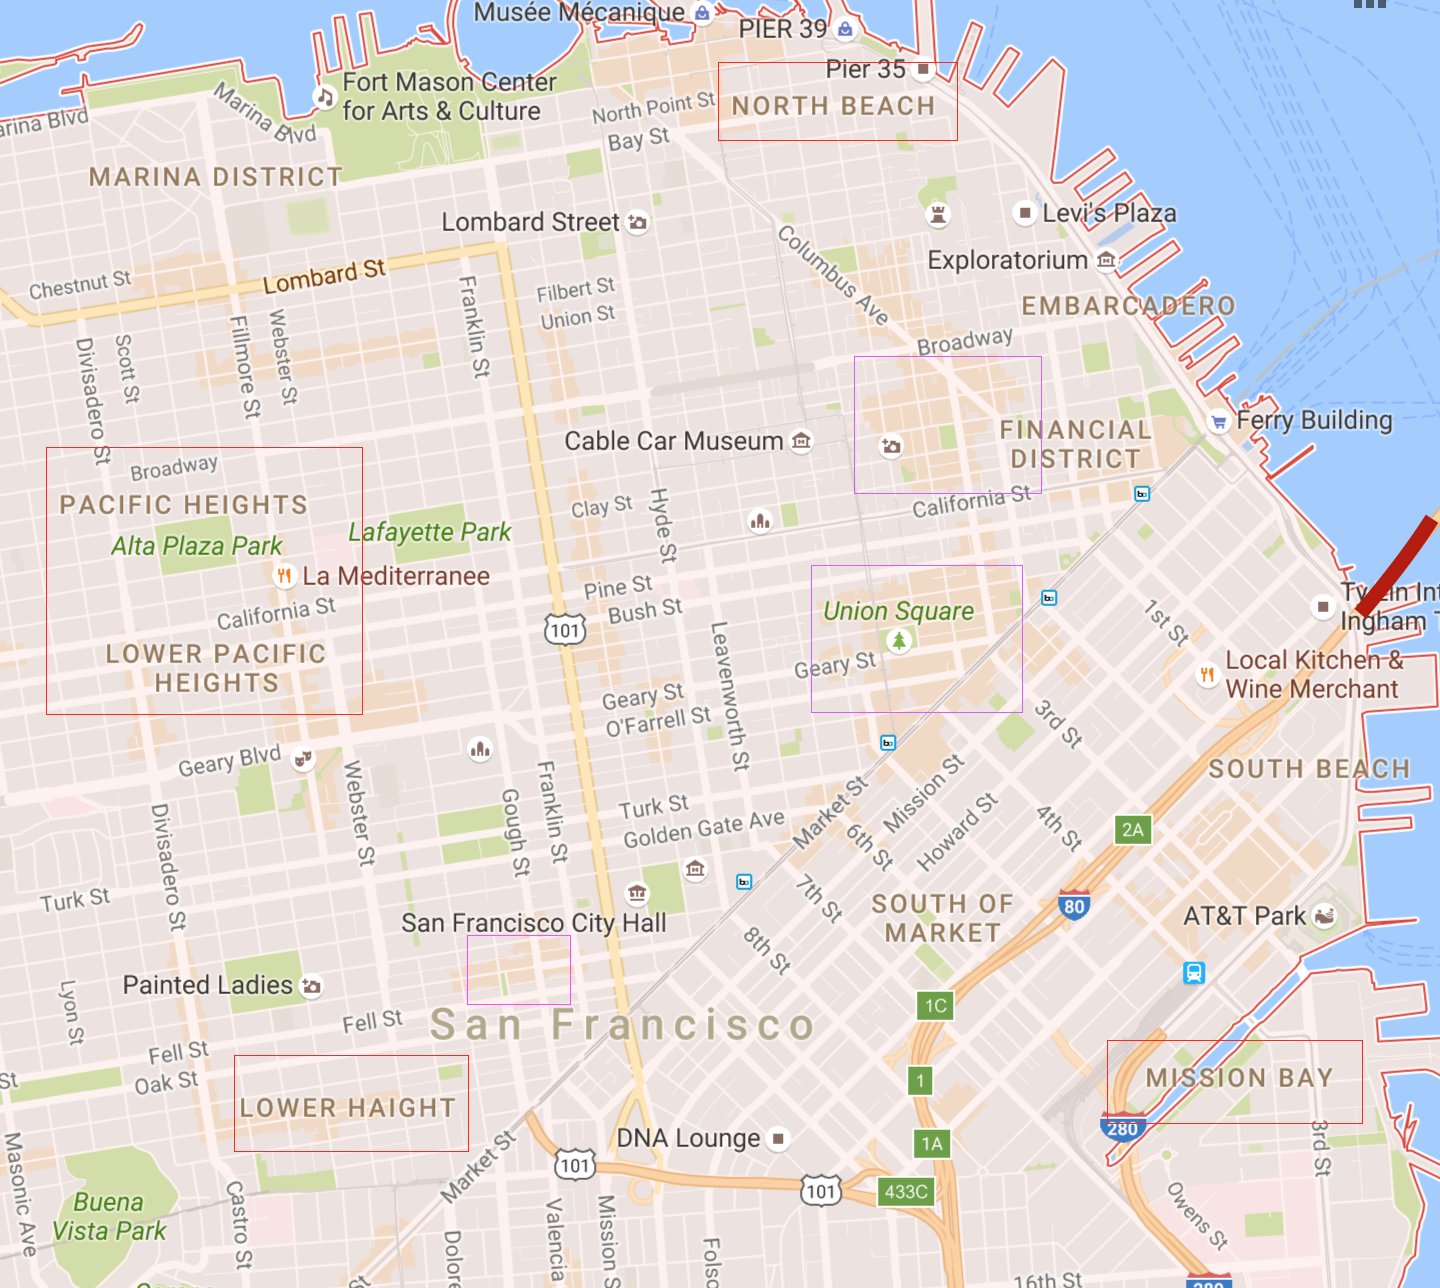 Musée Mécanique
PIER 39
Pier 35
Fort Mason Center
for Arts & Culture
North Point St
NORTH BEACH
Marina Blvd
arina Blvd
Bay St
MARINA DISTRICT
Lombard Street
Levi's Plaza
Columbus Ave
Exploratorium
Chestnut St
Lombard St
Franklin St
Filbert St
Union St
EMBARCADERO
Divisadero St
Scott St
Fillmore St
Webster St
Broadway
Cable Car Museum
FINANCIAL
DISTRICT
Ferry Building
Broadway
PACIFIC HEIGHTS
Alta Plaza Park
Lafayette Park
Clay St
Hyde St
California St
La Mediterranee
California St
Pine St
Bush St
Union Square
1st St
Ingham T
LOWER PACIFIC
HEIGHTS
101
Leavenworth St
Geary St
Local Kitchen &
Wine Merchant
Geary St
O'Farrell St
3rd St
Geary Blvd
SOUTH BEACH
Webster St
Franklin St
Gough St
Turk St
Golden Gate Ave
Market St
Mission St
Howard St
6th St
4th St
2A
Divisadero St
7th St
80
Turk St
San Francisco City Hall
8th St
SOUTH OF
MARKET
AT&T Park
Painted Ladies
Lyon St
1C
Fell St
San Francisco
Fell St
Oak St
St
1
MISSION BAY
LOWER HAIGHT
280
DNA Lounge
1A
3rd St
Masonic Ave
Market St
101
101
433C
Buena
Vista Park
Castro St
Valencia
Mission S
Dolore
Folso
Owens St
16th St
280